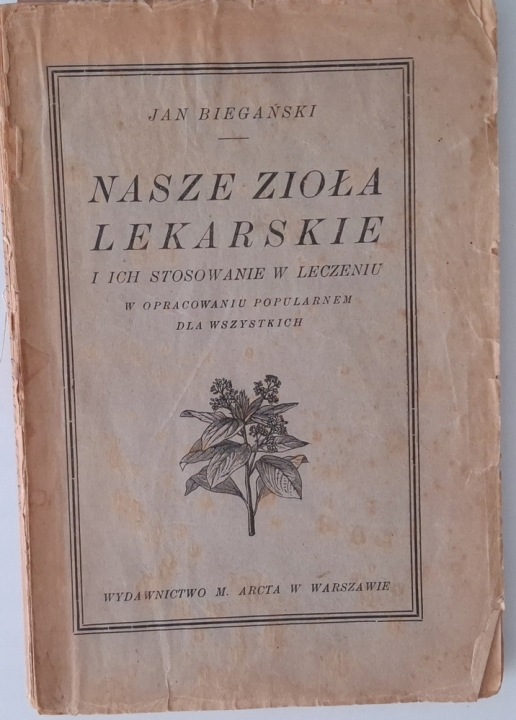 JAN BIEGAŃSKI
NASZE ZIOŁA
LEKARSKIE
I ICH STOSOWANIE W LECZENIU
W OPRACOWANIU POPULARNEM
DLA WSZYSTKICH
WYDAWNICTWO M. ARCTA W WARSZAWIE